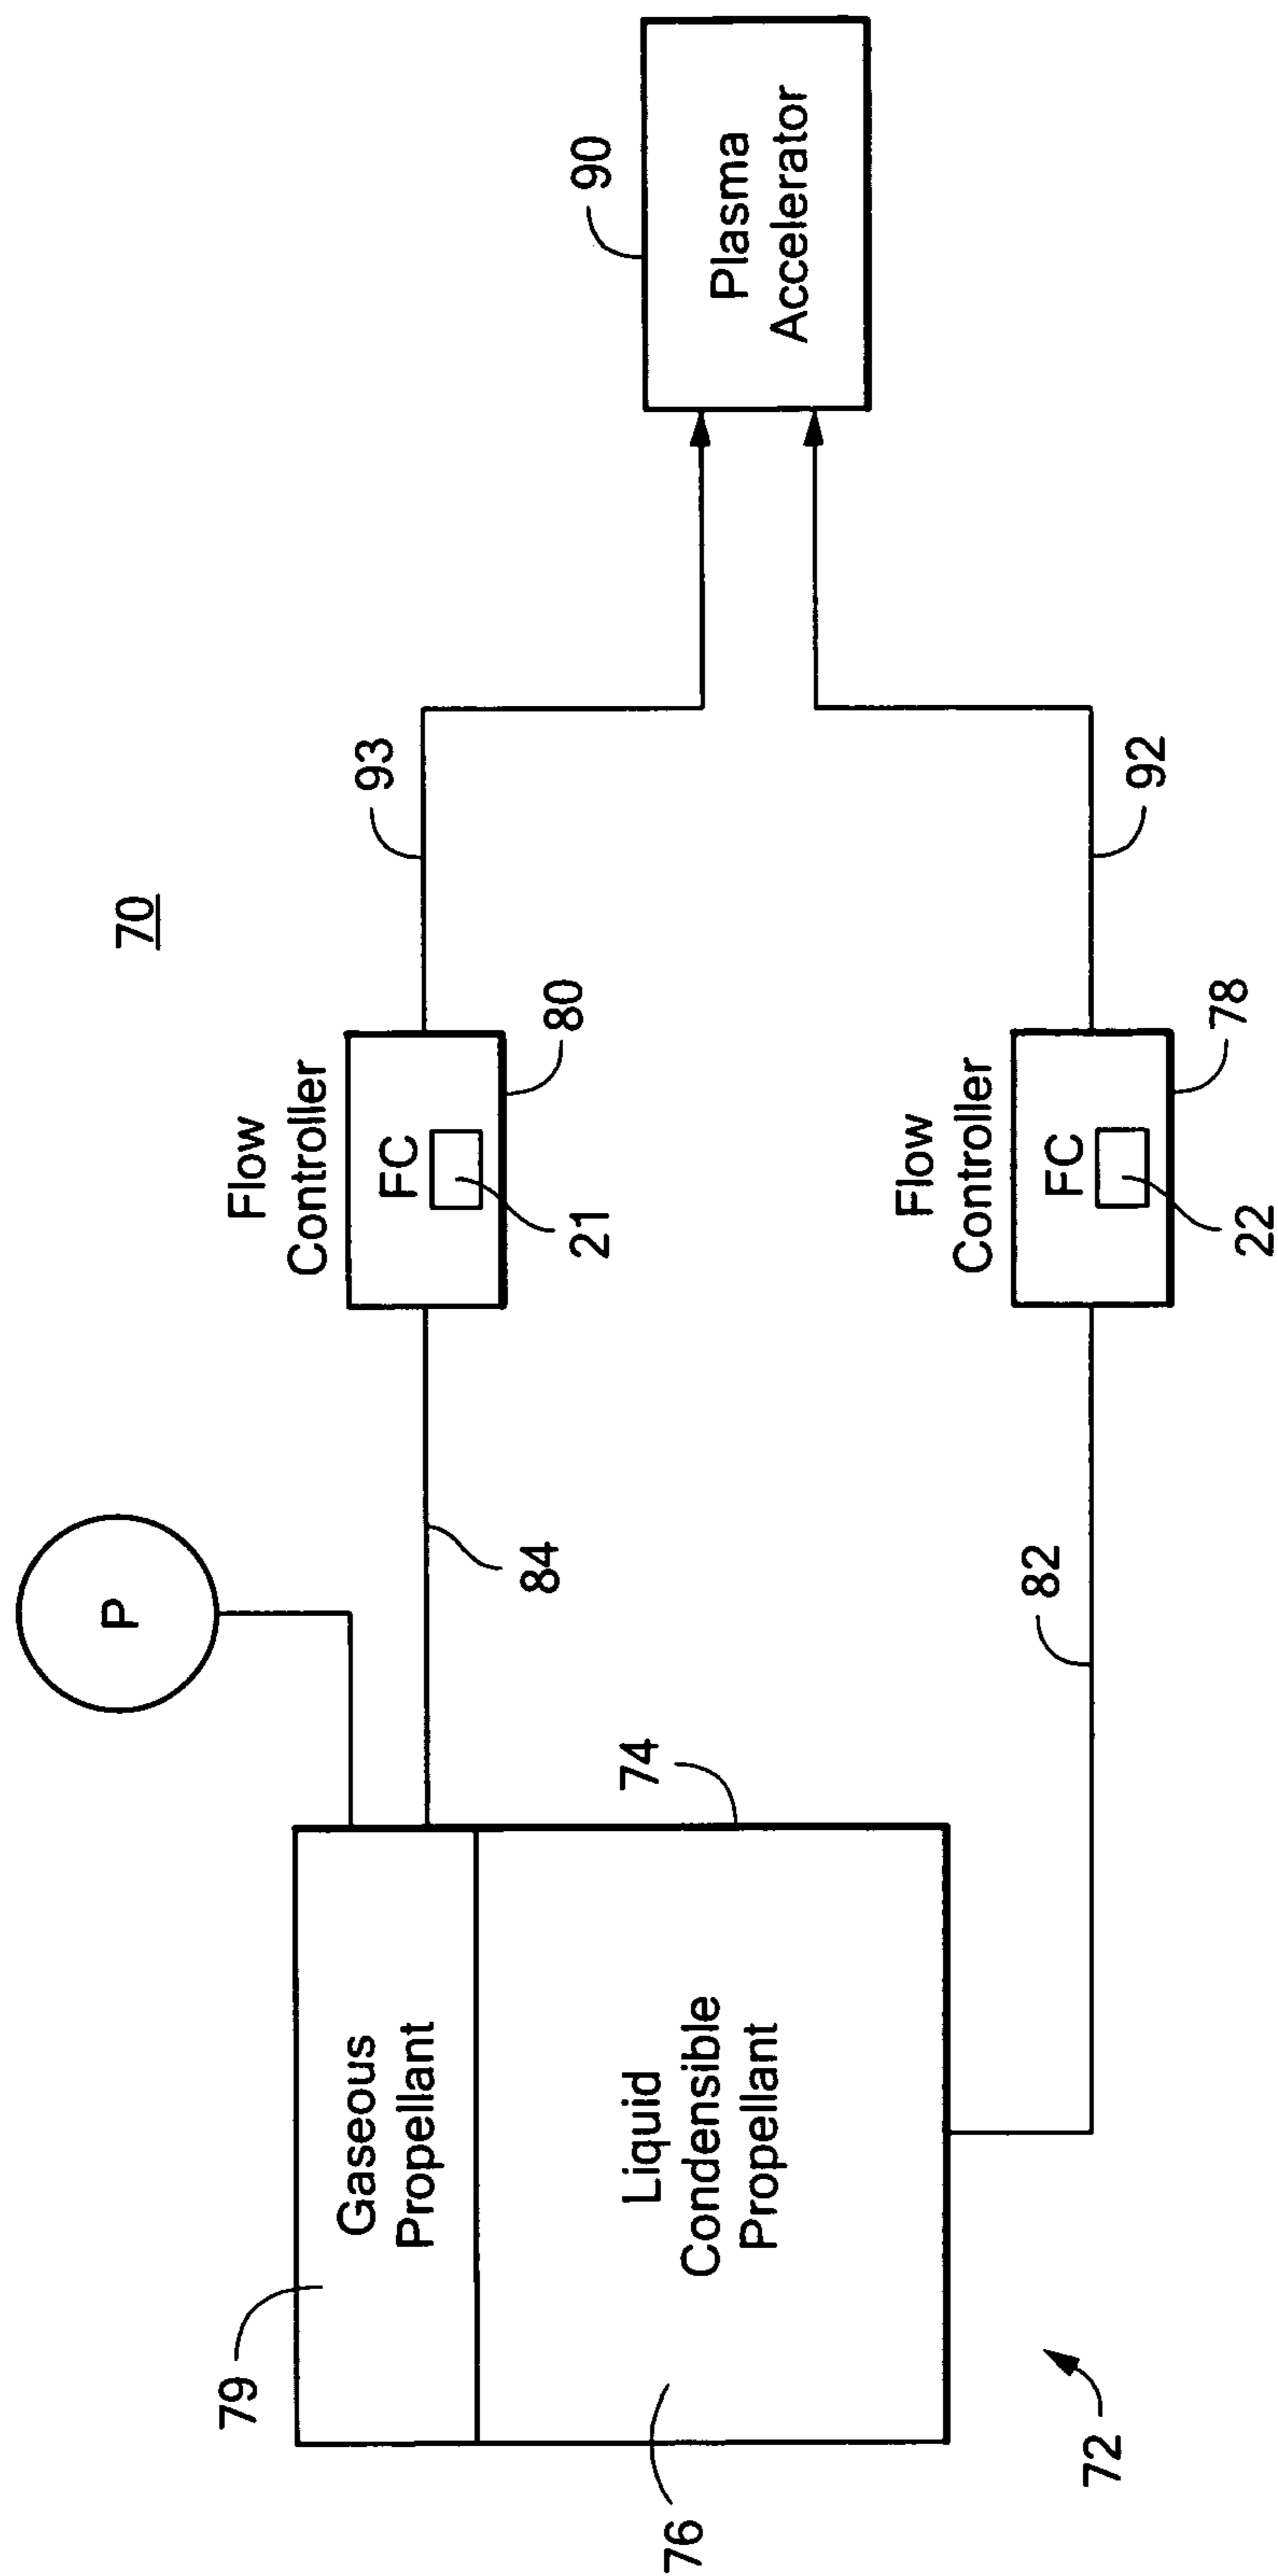 70
P
79
Gaseous
Propellant
84
Flow
Controller
FC
21
80
93
90
Plasma
Accelerator
74
Liquid
Condensible
Propellant
76
72
82
Flow
Controller
FC
22
78
92